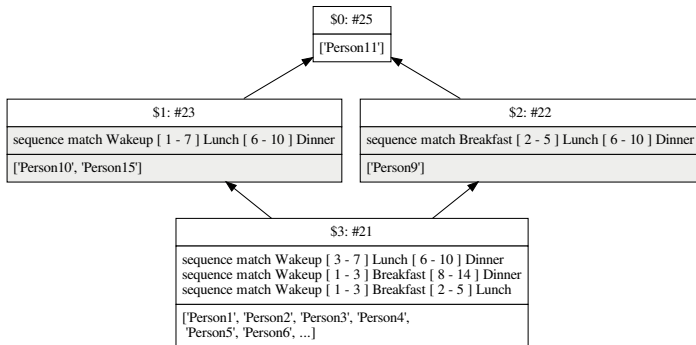 $0: #25
['Person11']
$1: #23
sequence match Wakeup [ 1 - 7 ] Lunch [ 6 - 10 ] Dinner
['Person10', 'Person15']
$2: #22
sequence match Breakfast [ 2 - 5 ] Lunch [ 6 - 10 ] Dinner
['Person9']
$3: #21
sequence match Wakeup [ 3 - 7 ] Lunch [ 6 - 10 ] Dinner
sequence match Wakeup [ 1 - 3 ] Breakfast [ 8 - 14 ] Dinner
sequence match Wakeup [ 1 - 3 ] Breakfast [ 2 - 5 ] Lunch
['Person1', 'Person2', 'Person3', 'Person4',
'Person5', 'Person6', ...]